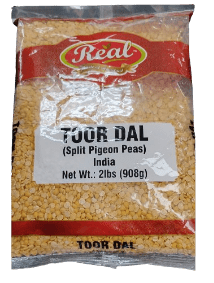 Real
TOOR DAL
(Split Pigeon Peas)
India
Net Wt.: 2lbs (908g)
TOOR DAL